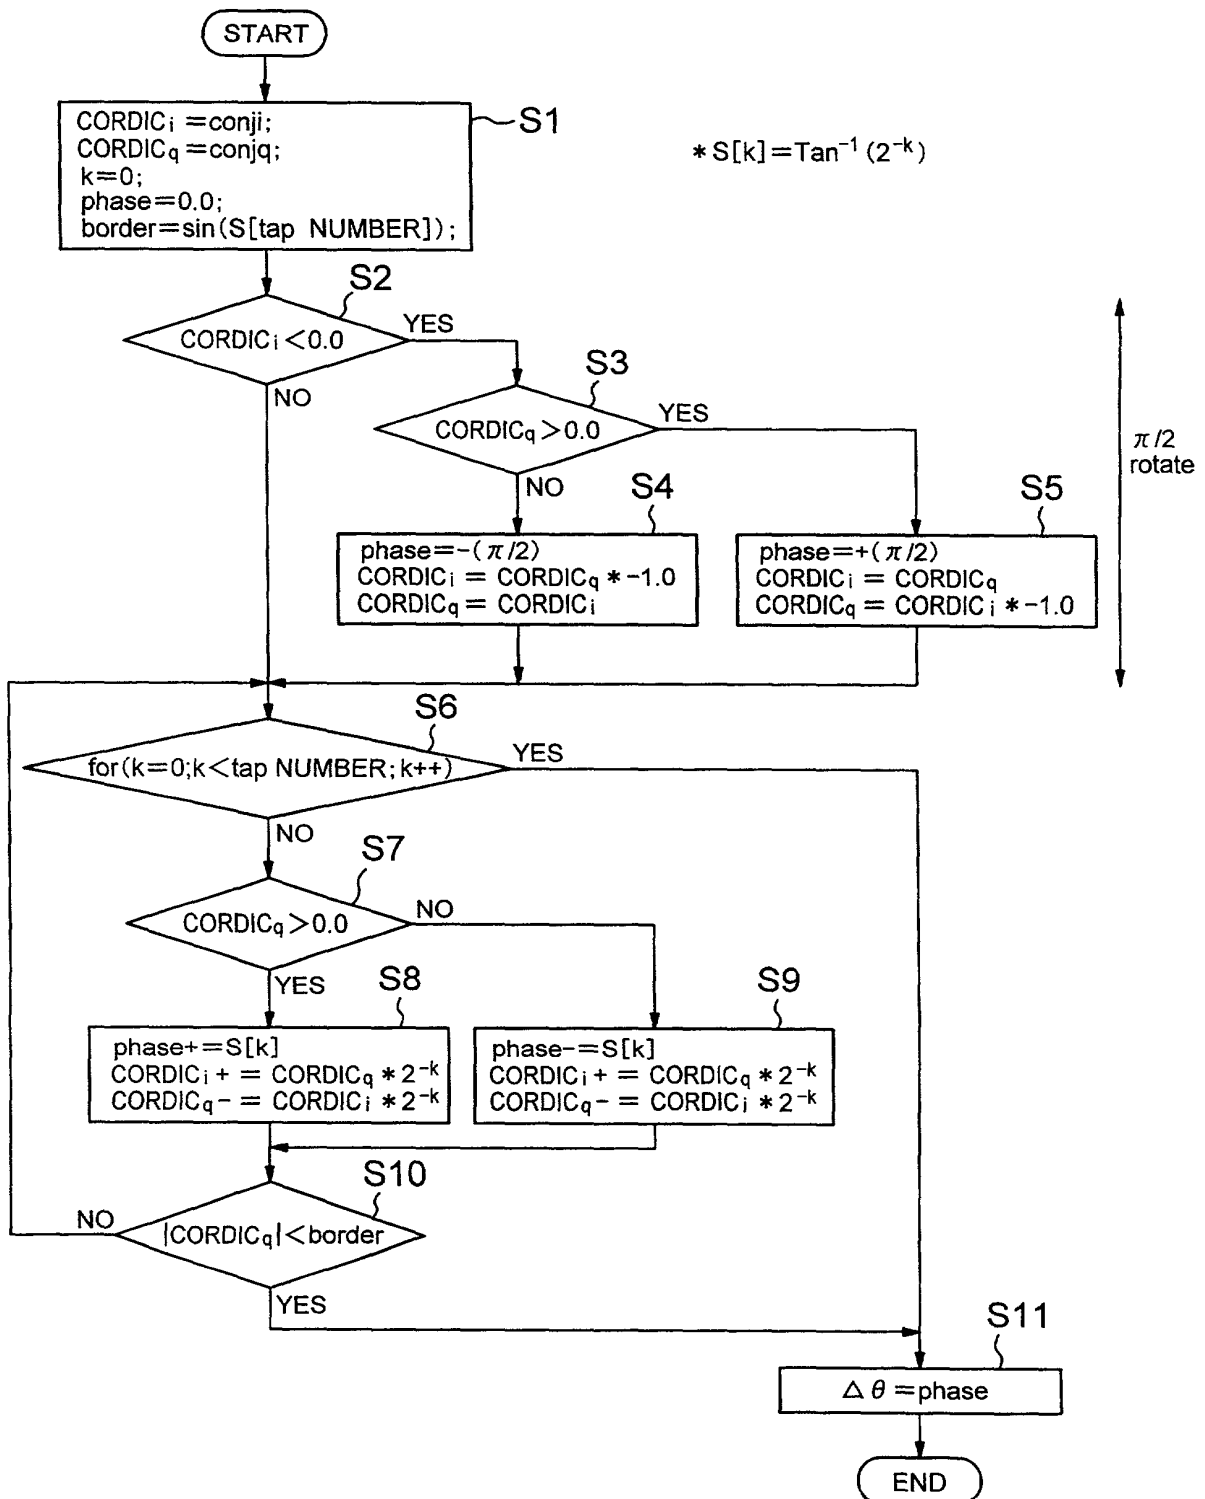 START
CORDICi=conji;
CORDICq=conjq;
k=0;
phase=0.0;
border=sin(S[tap NUMBER]);
S1
*S[k]=Tan⁻¹(2⁻ᵏ)
S2
CORDICi<0.0
YES
NO
S3
CORDICq>0.0
YES
NO
π/2
rotate
S4
phase=-(π/2)
CORDICi=CORDICq*-1.0
CORDICq=CORDICi
S5
phase=+(π/2)
CORDICi=CORDICq
CORDICq=CORDICi*-1.0
S6
for(k=0;k<tap NUMBER;k++)
YES
NO
S7
CORDICq>0.0
NO
YES
S8
phase+=S[k]
CORDICi+=CORDICq*2⁻ᵏ
CORDICq-=CORDICi*2⁻ᵏ
S9
phase-=S[k]
CORDICi+=CORDICq*2⁻ᵏ
CORDICq-=CORDICi*2⁻ᵏ
S10
|CORDICq|<border
NO
YES
S11
△θ=phase
END